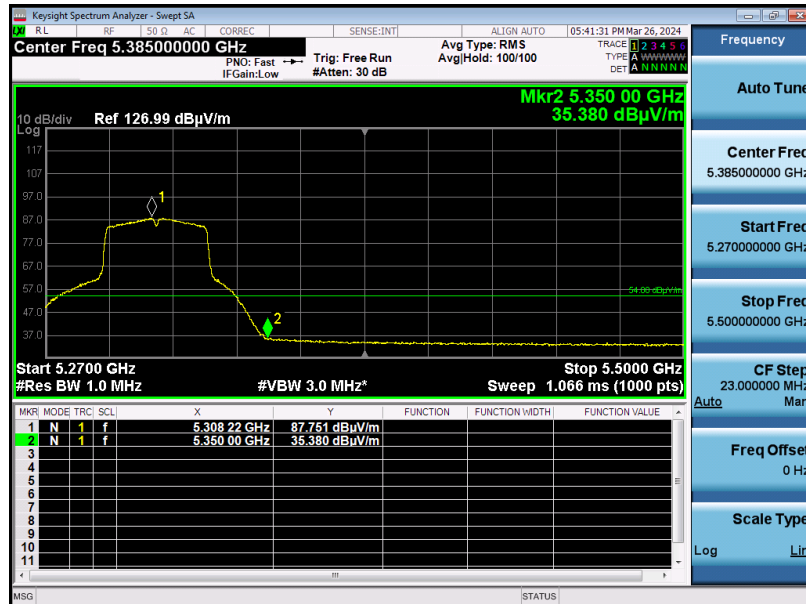 Keysight Spectrum Analyzer - Swept SA
RL RF 50 Ω AC CORREC SENSE:INT ALIGN AUTO 05:41:31 PM Mar 26, 2024
Center Freq 5.385000000 GHz
PNO: Fast
IFGain:Low
Trig: Free Run
#Atten: 30 dB
Avg Type: RMS
Avg|Hold: 100/100
TRACE 1 2 3 4 5 6
TYPE A WWWWW
DET A N N N N N
Mkr2 5.350 00 GHz
35.380 dBµV/m
10 dB/div Ref 126.99 dBµV/m
Log
117
107
97.0
1
87.0
77.0
67.0
57.0
54.00 dBµV/m
47.0
2
37.0
Start 5.2700 GHz Stop 5.5000 GHz
#Res BW 1.0 MHz #VBW 3.0 MHz* Sweep 1.066 ms (1000 pts)
MKR MODE TRC SCL X Y FUNCTION FUNCTION WIDTH FUNCTION VALUE
1 N 1 f 5.308 22 GHz 87.751 dBµV/m
2 N 1 f 5.350 00 GHz 35.380 dBµV/m
3
4
5
6
7
8
9
10
11
MSG STATUS
Frequency
Auto Tune
Center Freq
5.385000000 GHz
Start Freq
5.270000000 GHz
Stop Freq
5.500000000 GHz
CF Step
23.000000 MHz
Auto Man
Freq Offset
0 Hz
Scale Type
Log Lin